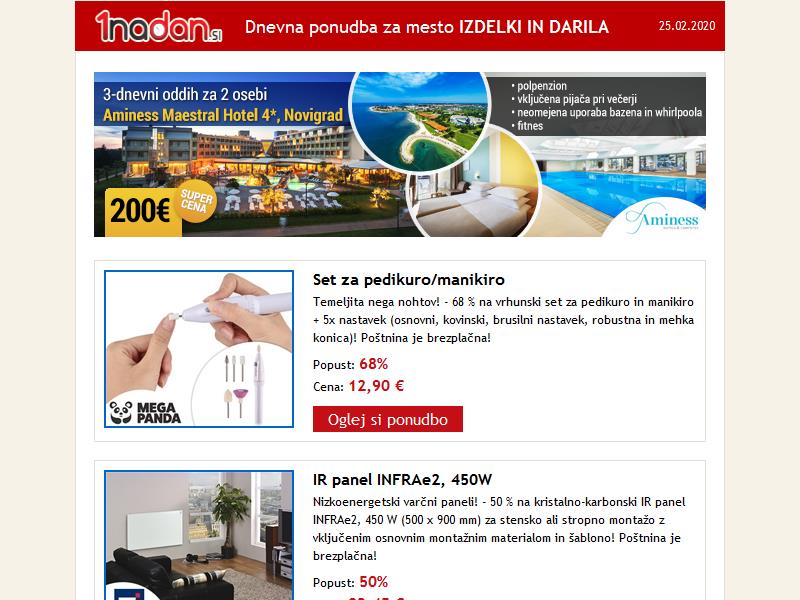 1nadan.si
Dnevna ponudba za mesto IZDELKI IN DARILA
25.02.2020
3-dnevni oddih za 2 osebi
Aminess Maestral Hotel 4*, Novigrad
• polpenzion
• vključena pijača pri večerji
• neomejena uporaba bazena in whirlpoola
• fitnes
200€
SUPER
CENA
Aminess
Set za pedikuro/manikiro
Temeljita nega nohtov! - 68 % na vrhunski set za pedikuro in manikiro
+ 5x nastavek (osnovni, kovinski, brusilni nastavek, robustna in mehka
konica)! Poštnina je brezplačna!
Popust: 68%
Cena: 12,90 €
Oglej si ponudbo
MEGA
PANDA
IR panel INFRAe2, 450W
Nizkoenergetski varčni paneli! - 50 % na kristalno-karbonski IR panel
INFRAe2, 450 W (500 x 900 mm) za stensko ali stropno montažo z
vključenim osnovnim montažnim materialom in šablono! Poštnina je
brezplačna!
Popust: 50%